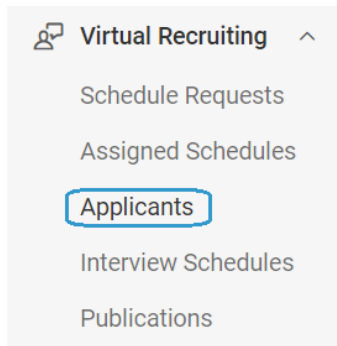 Virtual Recruiting
Schedule Requests
Assigned Schedules
Applicants
Interview Schedules
Publications